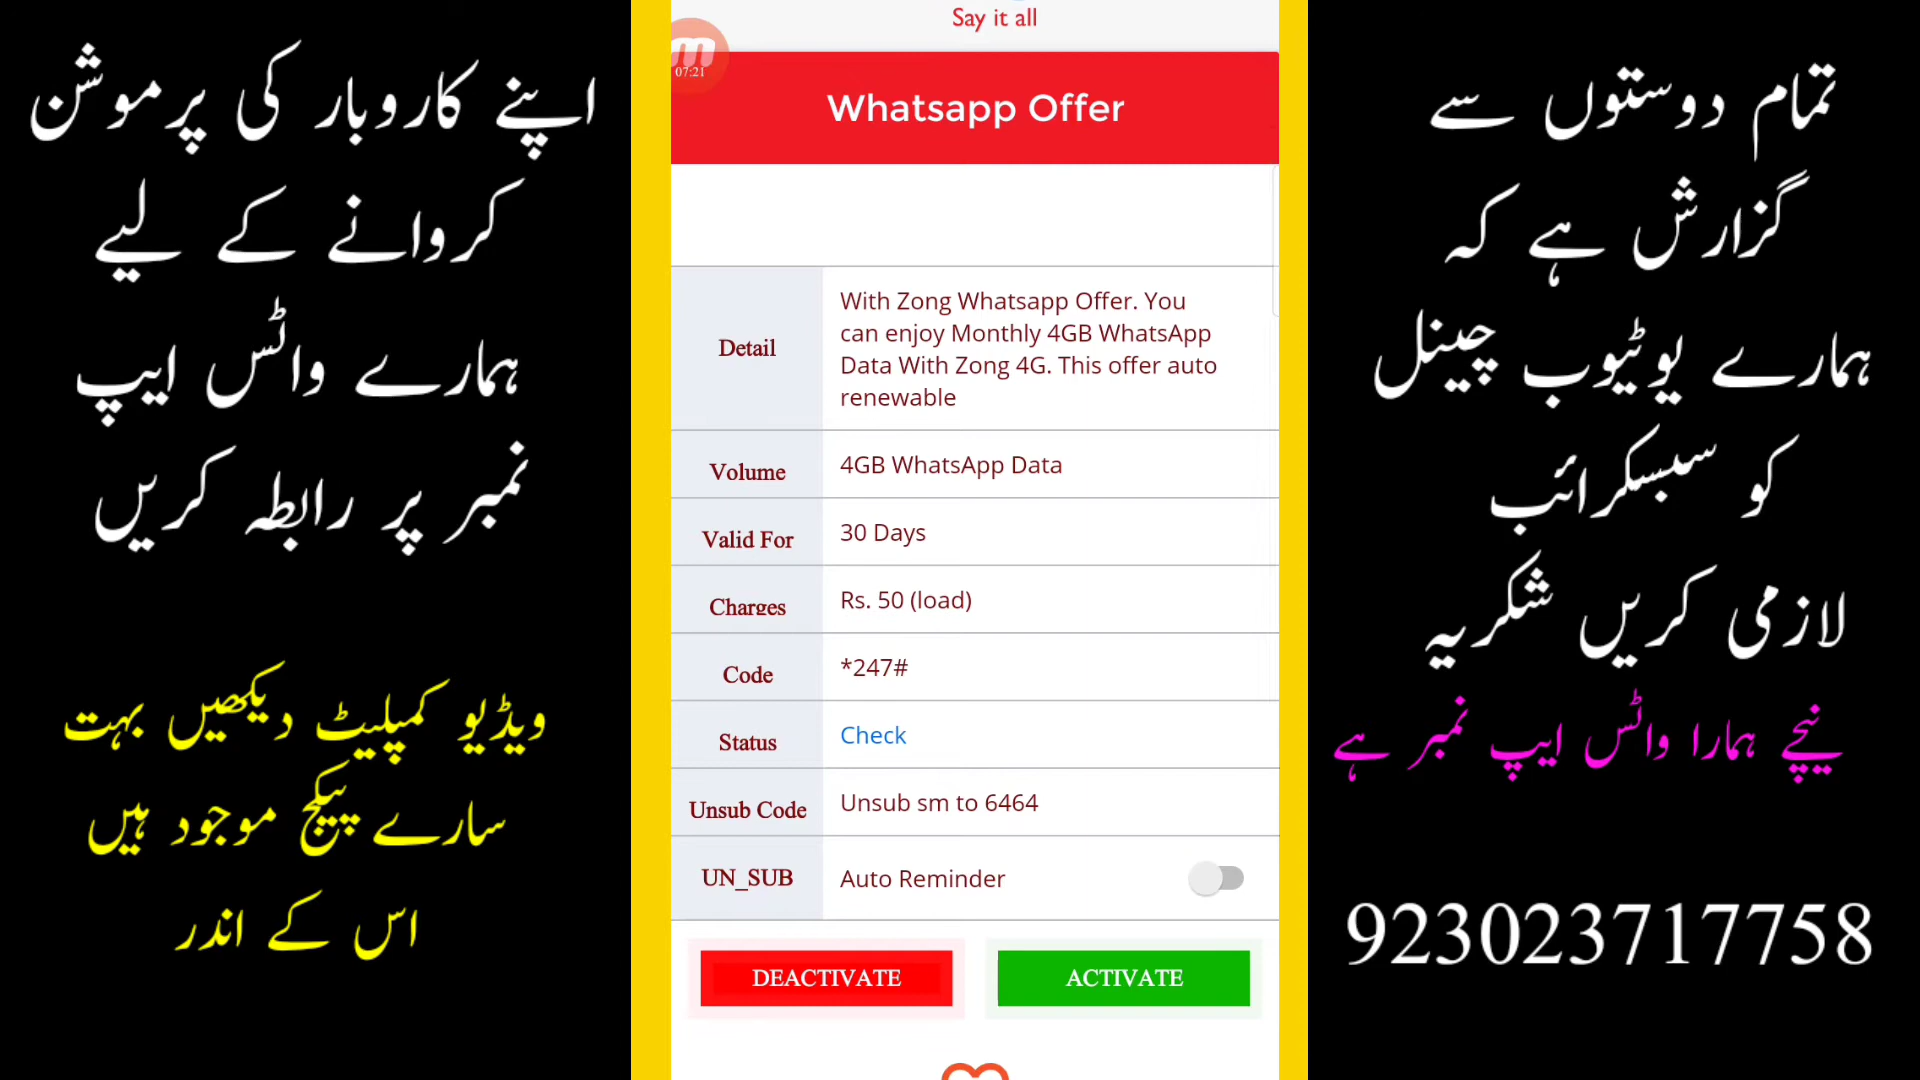 اپنے کاروبار کی پرموشن
کروانے کے لیے
ہمارے واٹس ایپ
نمبر پر رابطہ کریں
ویڈیو کمپلیٹ دیکھیں بہت
سارے پیکج موجود ہیں
اس کے اندر
Say it all
07:21
Whatsapp Offer
Detail
With Zong Whatsapp Offer. You
can enjoy Monthly 4GB WhatsApp
Data With Zong 4G. This offer auto
renewable
Volume
4GB WhatsApp Data
Valid For
30 Days
Charges
Rs. 50 (load)
Code
*247#
Status
Check
Unsub Code
Unsub sm to 6464
UN_SUB
Auto Reminder
DEACTIVATE
ACTIVATE
تمام دوستوں سے
گزارش ہے کہ
ہمارے یوٹیوب چینل
کو سبسکرائب
لازمی کریں شکریہ
نیچے ہمارا واٹس ایپ نمبر ہے
923023717758